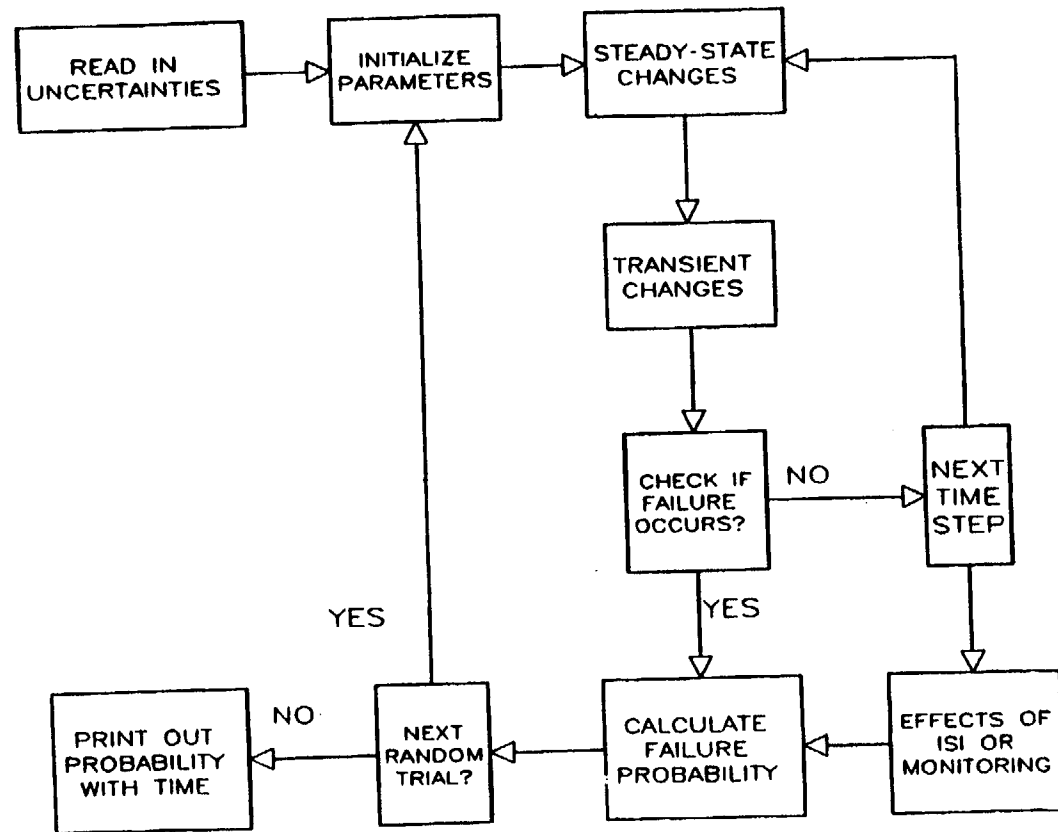 READ IN
UNCERTAINTIES
INITIALIZE
PARAMETERS
STEADY-STATE
CHANGES
TRANSIENT
CHANGES
CHECK IF
FAILURE
OCCURS?
NO
NEXT
TIME
STEP
YES
YES
PRINT OUT
PROBABILITY
WITH TIME
NO
NEXT
RANDOM
TRIAL?
CALCULATE
FAILURE
PROBABILITY
EFFECTS OF
ISI OR
MONITORING